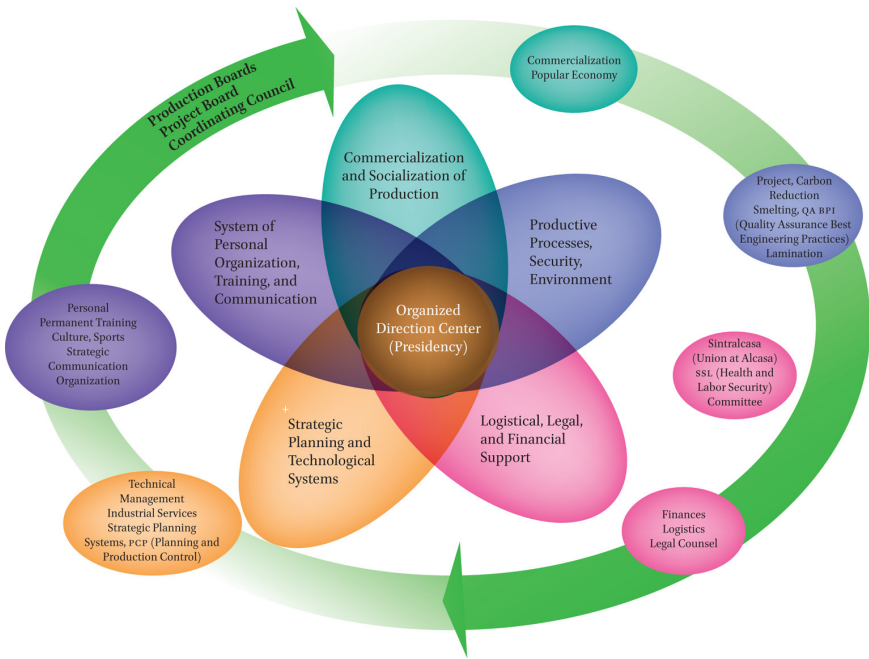 Production Boards
Project Board
Coordinating Council
Commercialization
Popular Economy
Commercialization
and Socialization of
Production
Project, Carbon
Reduction
Smelting, QA BPI
(Quality Assurance Best
Engineering Practices)
Lamination
System of
Personal
Organization,
Training, and
Communication
Productive
Processes,
Security,
Environment
Organized
Direction Center
(Presidency)
Personal
Permanent Training
Culture, Sports
Strategic
Communication
Organization
Sintralcasa
(Union at Alcasa)
SSL (Health and
Labor Security)
Committee
Strategic
Planning and
Technological
Systems
Logistical, Legal,
and Financial
Support
Technical
Management
Industrial Services
Strategic Planning
Systems, PCP (Planning and
Production Control)
Finances
Logistics
Legal Counsel